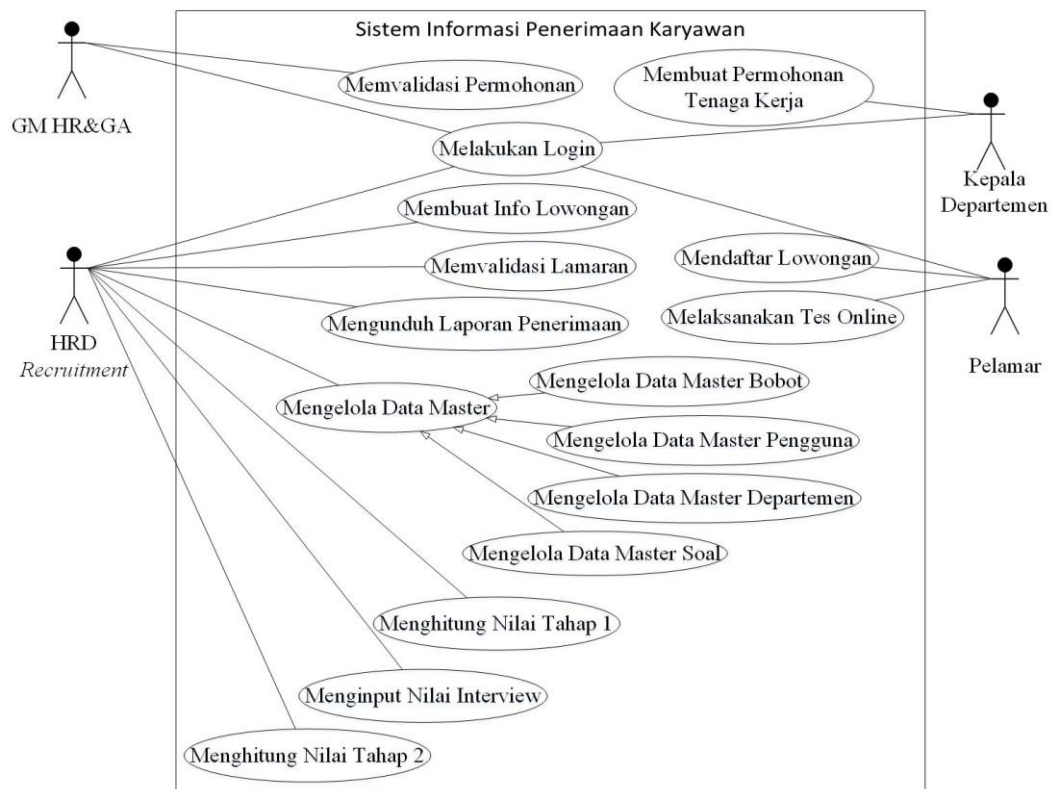 Sistem Informasi Penerimaan Karyawan
GM HR&GA
Memvalidasi Permohonan
Membuat Permohonan
Tenaga Kerja
Melakukan Login
Kepala
Departemen
Membuat Info Lowongan
Memvalidasi Lamaran
Mendaftar Lowongan
Mengunduh Laporan Penerimaan
Melaksanakan Tes Online
HRD
Recruitment
Pelamar
Mengelola Data Master
Mengelola Data Master Bobot
Mengelola Data Master Pengguna
Mengelola Data Master Departemen
Mengelola Data Master Soal
Menghitung Nilai Tahap 1
Menginput Nilai Interview
Menghitung Nilai Tahap 2